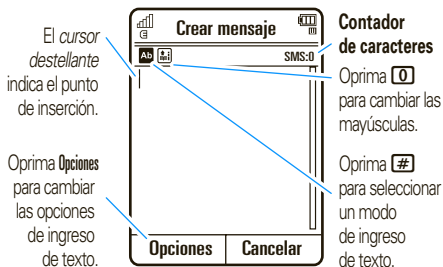 El cursor
destellante
indica el punto
de inserción.
Oprima Opciones
para cambiar
las opciones
de ingreso
de texto.
Crear
mensaje
Ab
SMS:0
Opciones
Cancelar
Contador
de caracteres
Oprima 0
para cambiar las
mayúsculas.
Oprima #
para seleccionar
un modo
de ingreso
de texto.